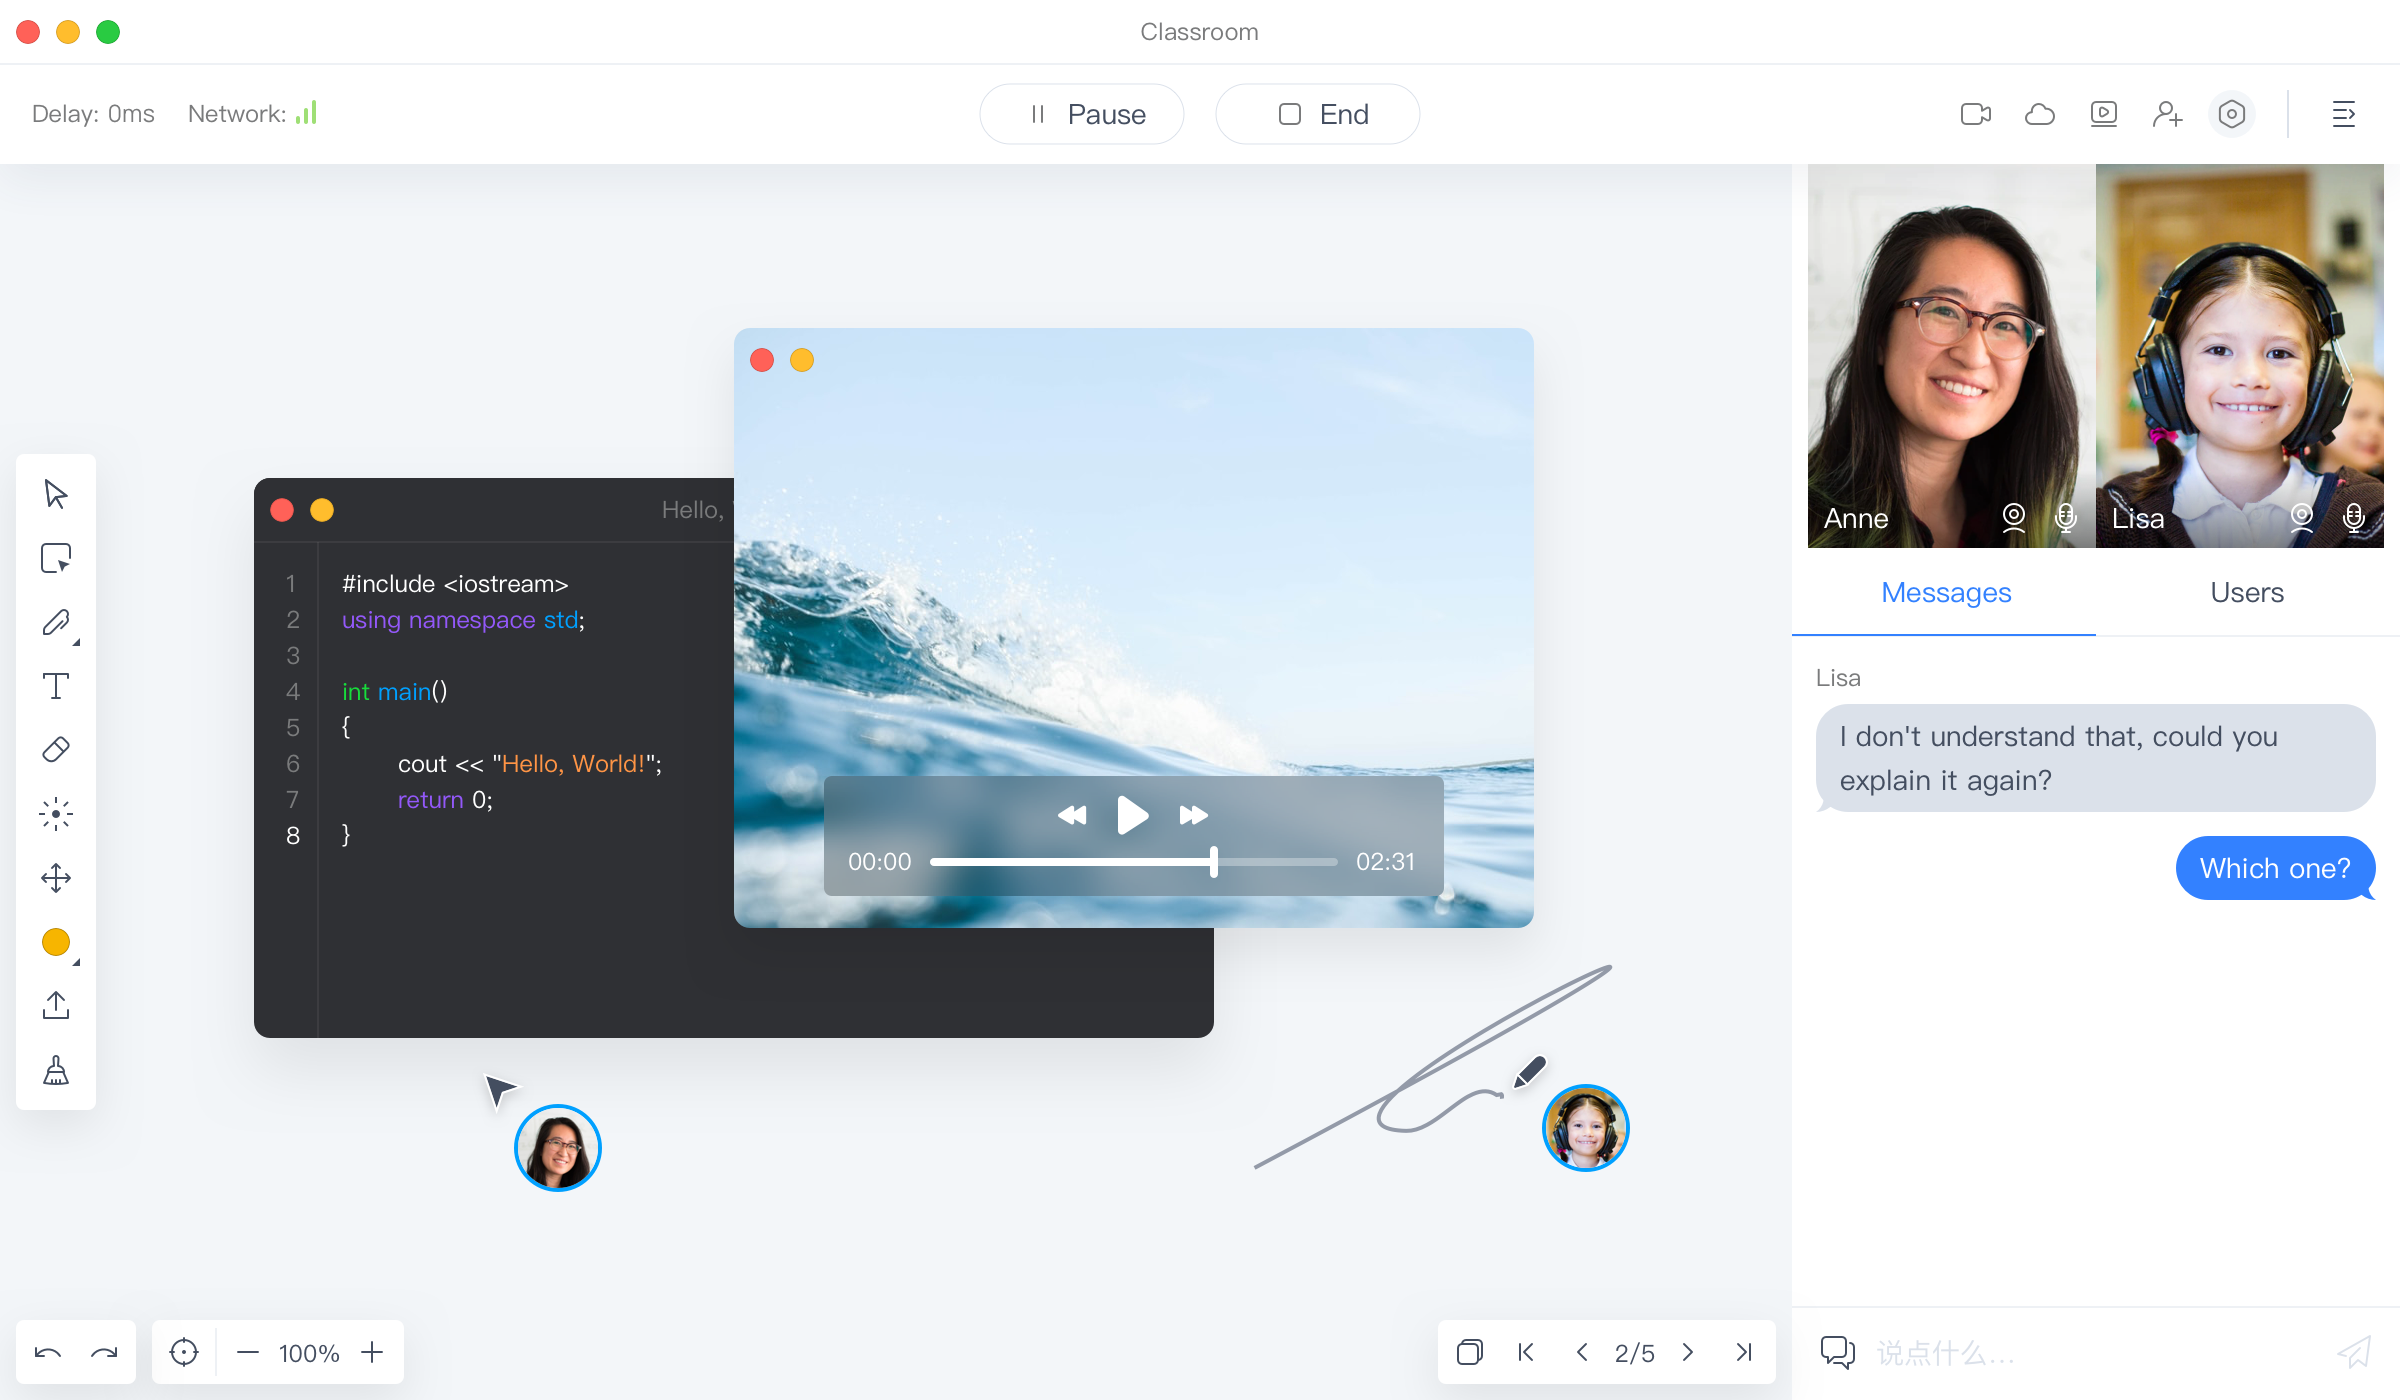 Classroom
Delay: 0ms Network:
Pause
End
Anne
Lisa
Messages
Users
Lisa
I don't understand that, could you
explain it again?
Which one?
说点什么...
Hello,
1 #include <iostream>
2 using namespace std;
3
4 int main()
5 {
6 cout << "Hello, World!";
7 return 0;
8 }
00:00
02:31
100%
2/5